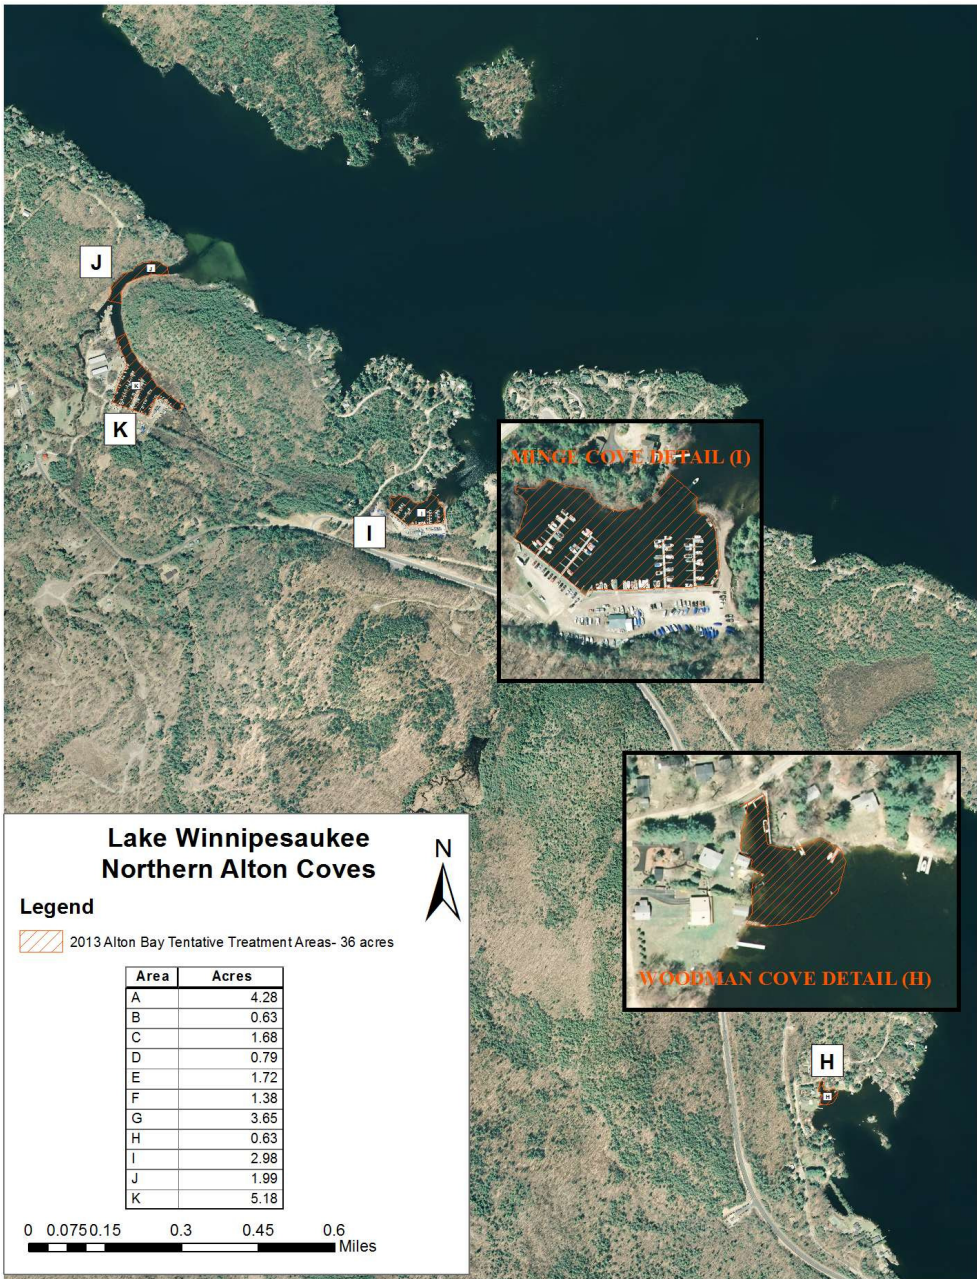 J
J
K
K
I
I
MINGE COVE DETAIL (I)
WOODMAN COVE DETAIL (H)
H
H
Lake Winnipesaukee
Northern Alton Coves
N
Legend
2013 Alton Bay Tentative Treatment Areas- 36 acres
Area Acres
A 4.28
B 0.63
C 1.68
D 0.79
E 1.72
F 1.38
G 3.65
H 0.63
I 2.98
J 1.99
K 5.18
0 0.075 0.15 0.3 0.45 0.6
Miles